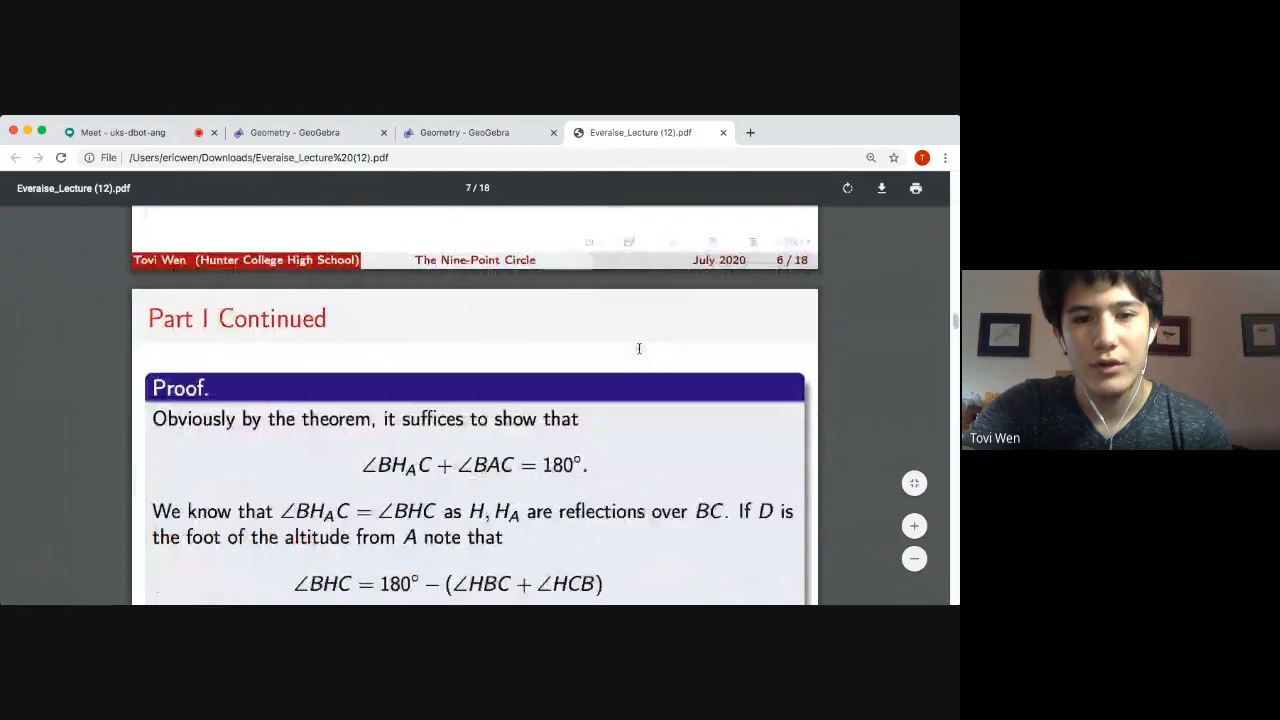 Meet - uks-dbot-ang
Geometry - GeoGebra
Geometry - GeoGebra
Everaise_Lecture (12).pdf
File /Users/ericwen/Downloads/Everaise_Lecture%20(12).pdf
T
Everaise_Lecture (12).pdf
7 / 18
Tovi Wen (Hunter College High School) The Nine-Point Circle July 2020 6 / 18
Part I Continued
Proof.
Obviously by the theorem, it suffices to show that
∠BH_AC + ∠BAC = 180°.
We know that ∠BH_AC = ∠BHC as H, H_A are reflections over BC. If D is
the foot of the altitude from A note that
∠BHC = 180° − (∠HBC + ∠HCB)
Tovi Wen